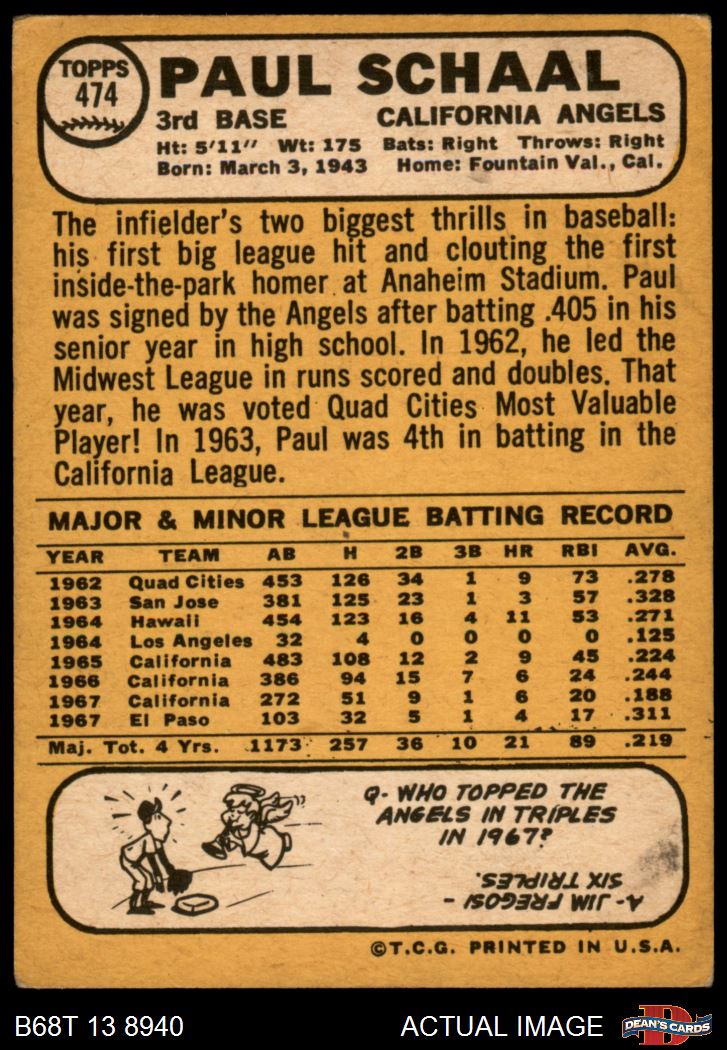 TOPPS
474
PAUL SCHAAL
3rd BASE CALIFORNIA ANGELS
Ht: 5'11" Wt: 175 Bats: Right Throws: Right
Born: March 3, 1943 Home: Fountain Val., Cal.
The infielder's two biggest thrills in baseball:
his first big league hit and clouting the first
inside-the-park homer at Anaheim Stadium. Paul
was signed by the Angels after batting .405 in his
senior year in high school. In 1962, he led the
Midwest League in runs scored and doubles. That
year, he was voted Quad Cities Most Valuable
Player! In 1963, Paul was 4th in batting in the
California League.
MAJOR & MINOR LEAGUE BATTING RECORD
YEAR TEAM AB H 2B 3B HR RBI AVG.
1962 Quad Cities 453 126 34 1 9 73 .278
1963 San Jose 381 125 23 1 3 57 .328
1964 Hawaii 454 123 16 4 11 53 .271
1964 Los Angeles 32 4 0 0 0 0 .125
1965 California 483 108 12 2 9 45 .224
1966 California 386 94 15 7 6 24 .244
1967 California 272 51 9 1 6 20 .188
1967 El Paso 103 32 5 1 4 17 .311
Maj. Tot. 4 Yrs. 1173 257 36 10 21 89 .219
Q- WHO TOPPED THE
ANGELS IN TRIPLES
IN 1967?
A- JIM FREGOSI -
SIX TRIPLES.
©T.C.G. PRINTED IN U.S.A.
B68T 13 8940 ACTUAL IMAGE
D
DEAN'S CARDS